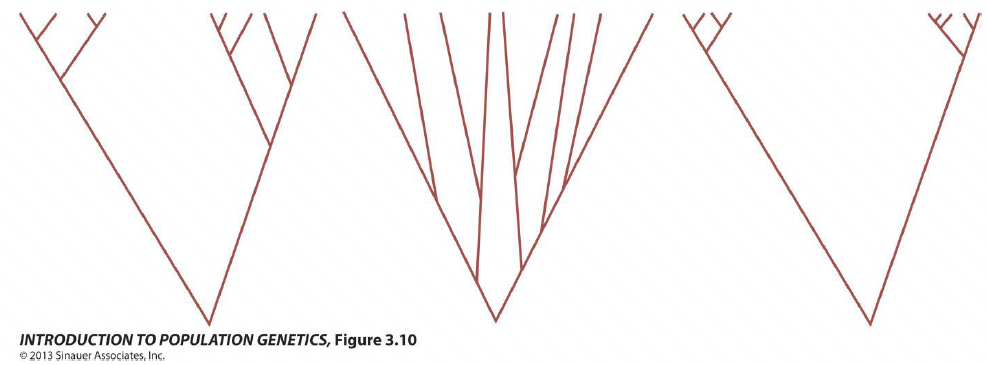 INTRODUCTION TO POPULATION GENETICS, Figure 3.10
© 2013 Sinauer Associates, Inc.